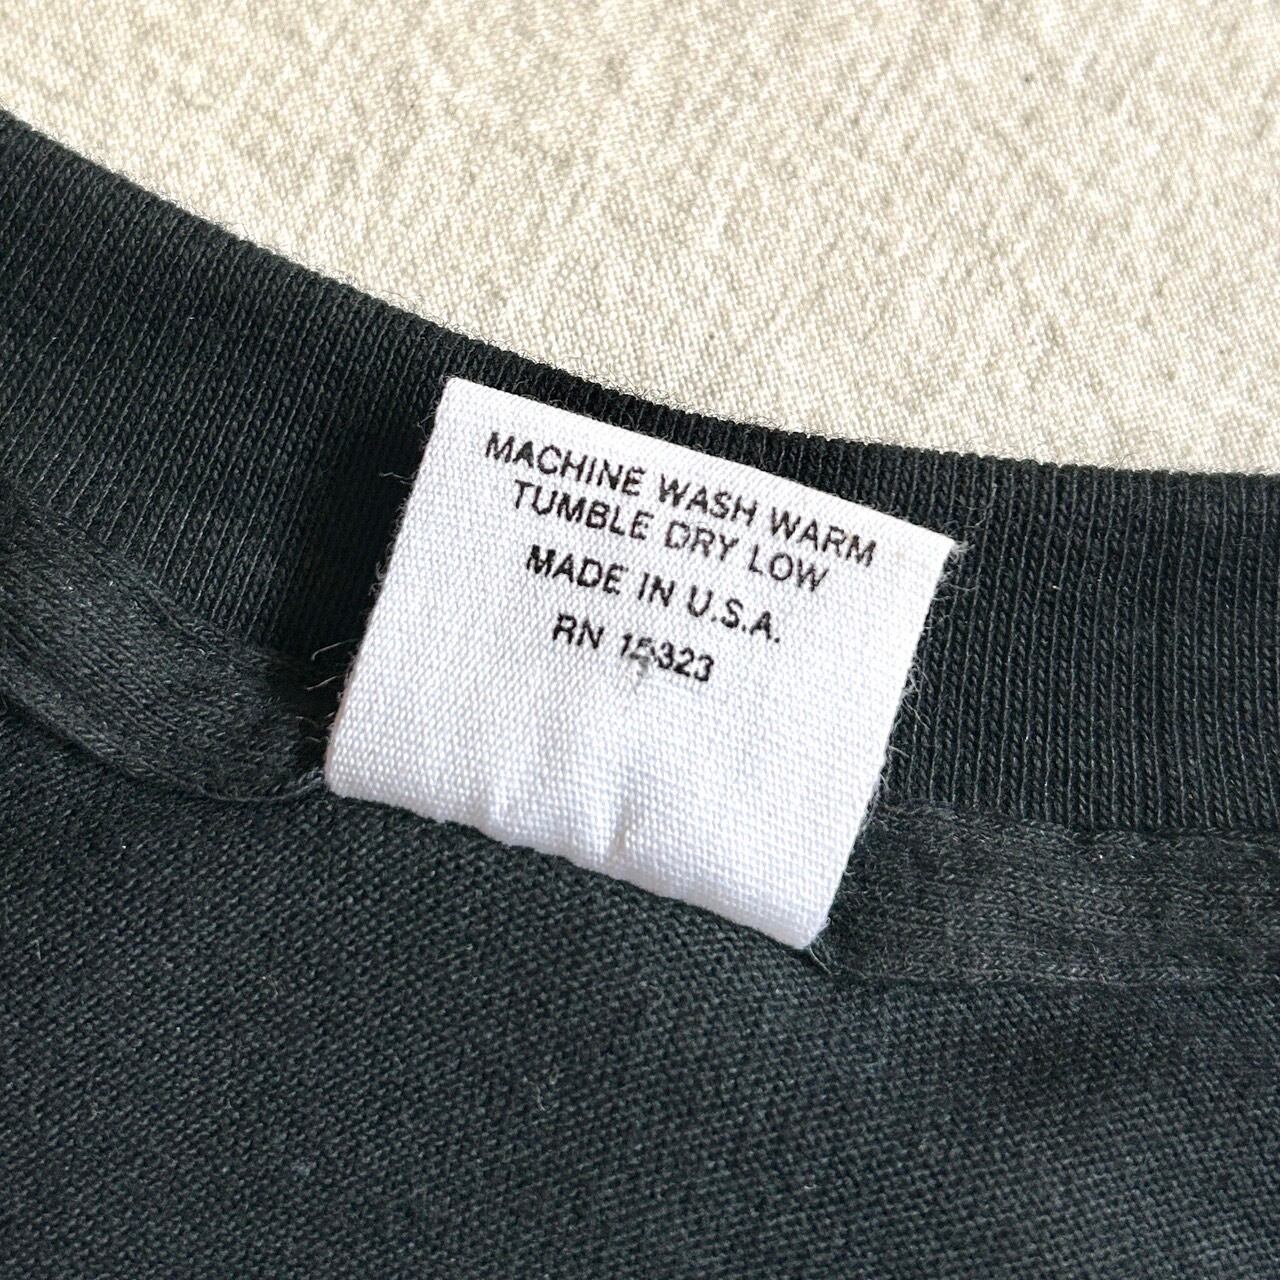 MACHINE WASH WARM
TUMBLE DRY LOW
MADE IN U.S.A.
RN 15323